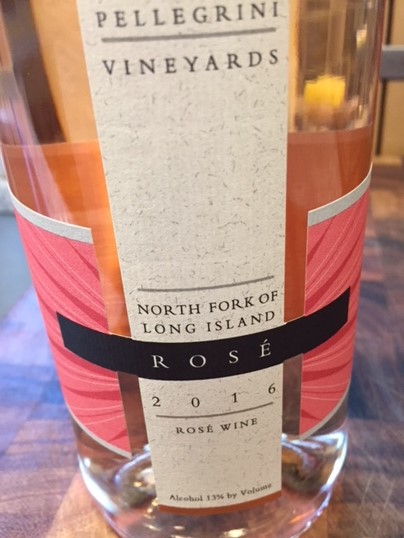 PELLEGRINI
VINEYARDS
NORTH FORK OF
LONG ISLAND
ROSÉ
2016
ROSÉ WINE
Alcohol 13% by Volume